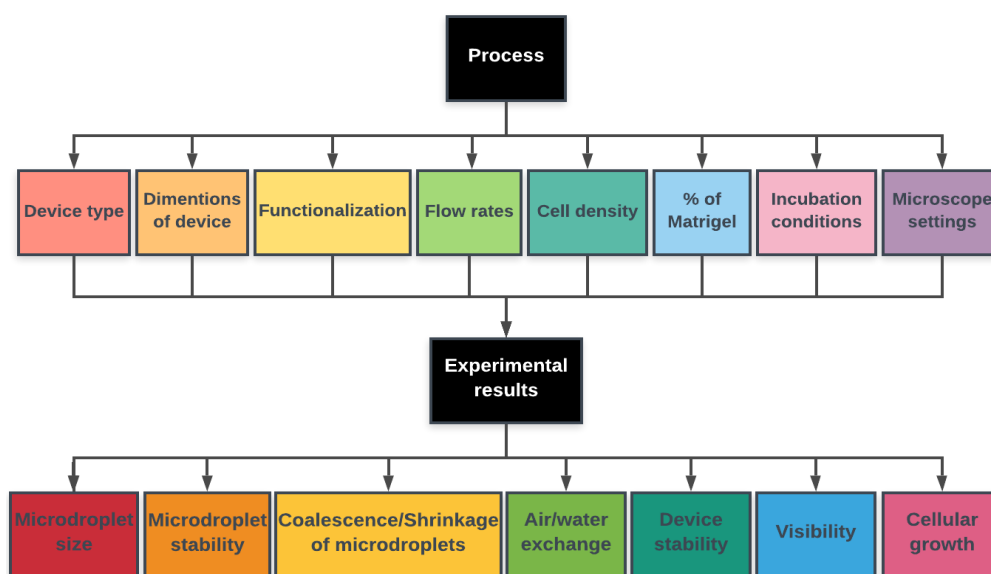 Process
Device type
Dimentions
of device
Functionalization
Flow rates
Cell density
% of
Matrigel
Incubation
conditions
Microscope
settings
Experimental
results
Microdroplet
size
Microdroplet
stability
Coalescence/Shrinkage
of microdroplets
Air/water
exchange
Device
stability
Visibility
Cellular
growth